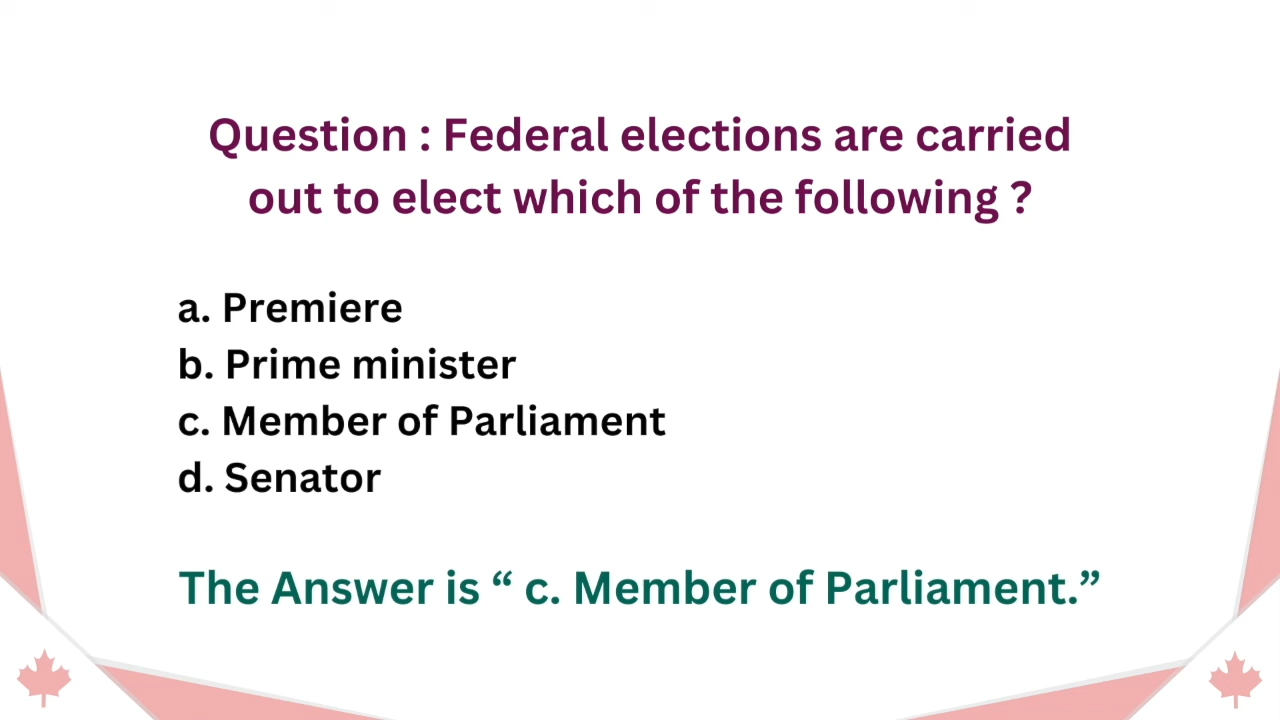 Question : Federal elections are carried
out to elect which of the following ?
a. Premiere
b. Prime minister
c. Member of Parliament
d. Senator
The Answer is “ c. Member of Parliament.”